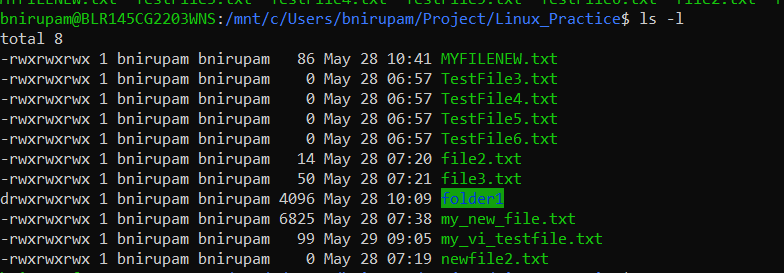 bnirupam@BLR145CG2203WNS:/mnt/c/Users/bnirupam/Project/Linux_Practice$ ls -l
total 8
-rwxrwxrwx 1 bnirupam bnirupam   86 May 28 10:41 MYFILENEW.txt
-rwxrwxrwx 1 bnirupam bnirupam    0 May 28 06:57 TestFile3.txt
-rwxrwxrwx 1 bnirupam bnirupam    0 May 28 06:57 TestFile4.txt
-rwxrwxrwx 1 bnirupam bnirupam    0 May 28 06:57 TestFile5.txt
-rwxrwxrwx 1 bnirupam bnirupam    0 May 28 06:57 TestFile6.txt
-rwxrwxrwx 1 bnirupam bnirupam   14 May 28 07:20 file2.txt
-rwxrwxrwx 1 bnirupam bnirupam   50 May 28 07:21 file3.txt
drwxrwxrwx 1 bnirupam bnirupam 4096 May 28 10:09 folder1
-rwxrwxrwx 1 bnirupam bnirupam 6825 May 28 07:38 my_new_file.txt
-rwxrwxrwx 1 bnirupam bnirupam   99 May 29 09:05 my_vi_testfile.txt
-rwxrwxrwx 1 bnirupam bnirupam    0 May 28 07:19 newfile2.txt